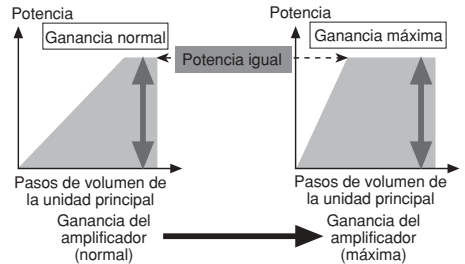 Potencia
Ganancia normal
Potencia
Ganancia máxima
Potencia igual
Pasos de volumen de
la unidad principal
Pasos de volumen de
la unidad principal
Ganancia del
amplificador
(normal)
Ganancia del
amplificador
(máxima)